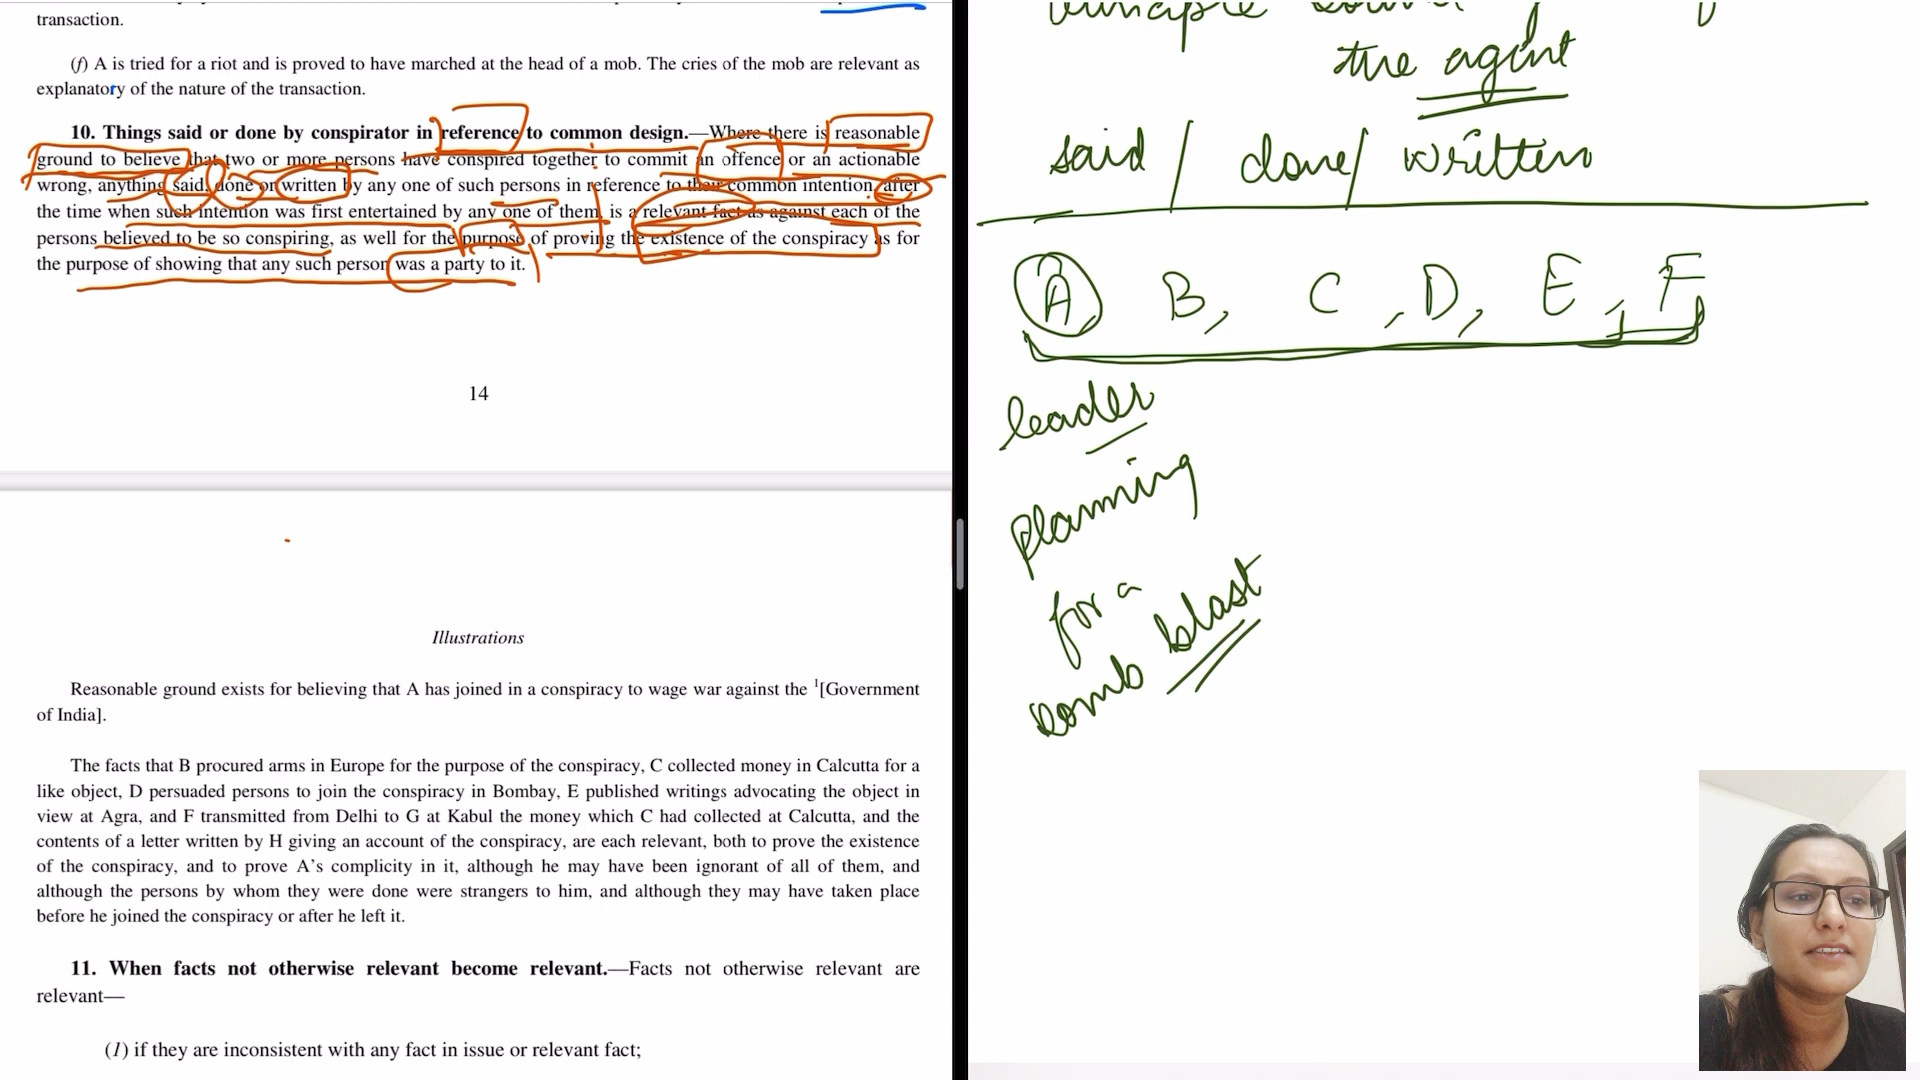 transaction.
(f) A is tried for a riot and is proved to have marched at the head of a mob. The cries of the mob are relevant as
explanatory of the nature of the transaction.
10. Things said or done by conspirator in reference to common design.—Where there is reasonable
ground to believe that two or more persons have conspired together to commit an offence or an actionable
wrong, anything said, done or written by any one of such persons in reference to their common intention, after
the time when such intention was first entertained by any one of them, is a relevant fact as against each of the
persons believed to be so conspiring, as well for the purpose of proving the existence of the conspiracy as for
the purpose of showing that any such person was a party to it.
14
Illustrations
Reasonable ground exists for believing that A has joined in a conspiracy to wage war against the 1[Government
of India].
The facts that B procured arms in Europe for the purpose of the conspiracy, C collected money in Calcutta for a
like object, D persuaded persons to join the conspiracy in Bombay, E published writings advocating the object in
view at Agra, and F transmitted from Delhi to G at Kabul the money which C had collected at Calcutta, and the
contents of a letter written by H giving an account of the conspiracy, are each relevant, both to prove the existence
of the conspiracy, and to prove A's complicity in it, although he may have been ignorant of all of them, and
although the persons by whom they were done were strangers to him, and although they may have taken place
before he joined the conspiracy or after he left it.
11. When facts not otherwise relevant become relevant.—Facts not otherwise relevant are
relevant—
(1) if they are inconsistent with any fact in issue or relevant fact;
the agent
said / done / written
A, B, C, D, E, F
leader
planning
for a
bomb blast